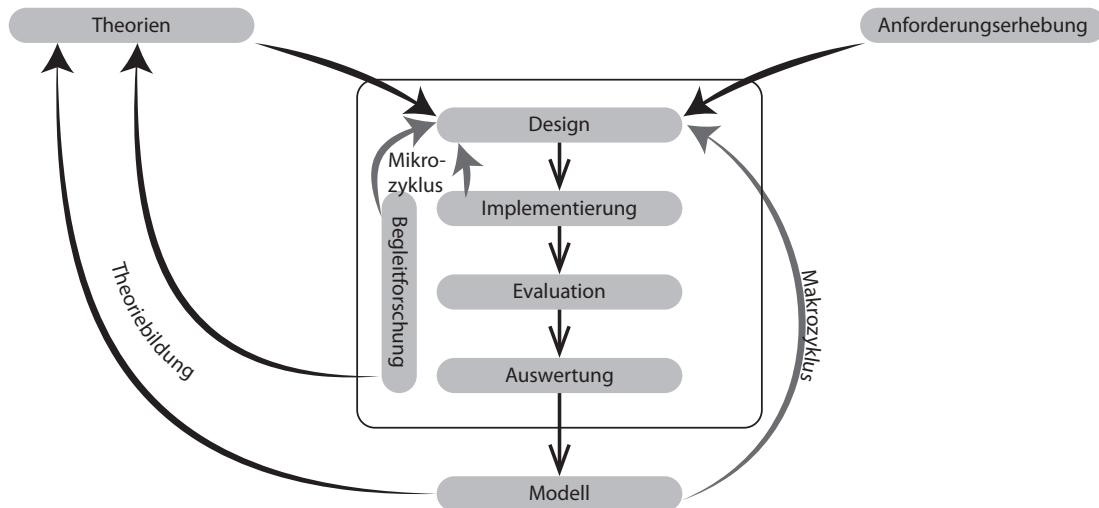 Theorien
Anforderungserhebung
Design
Mikro-
zyklus
Implementierung
Begleitforschung
Evaluation
Theoriebildung
Makrozyklus
Auswertung
Modell